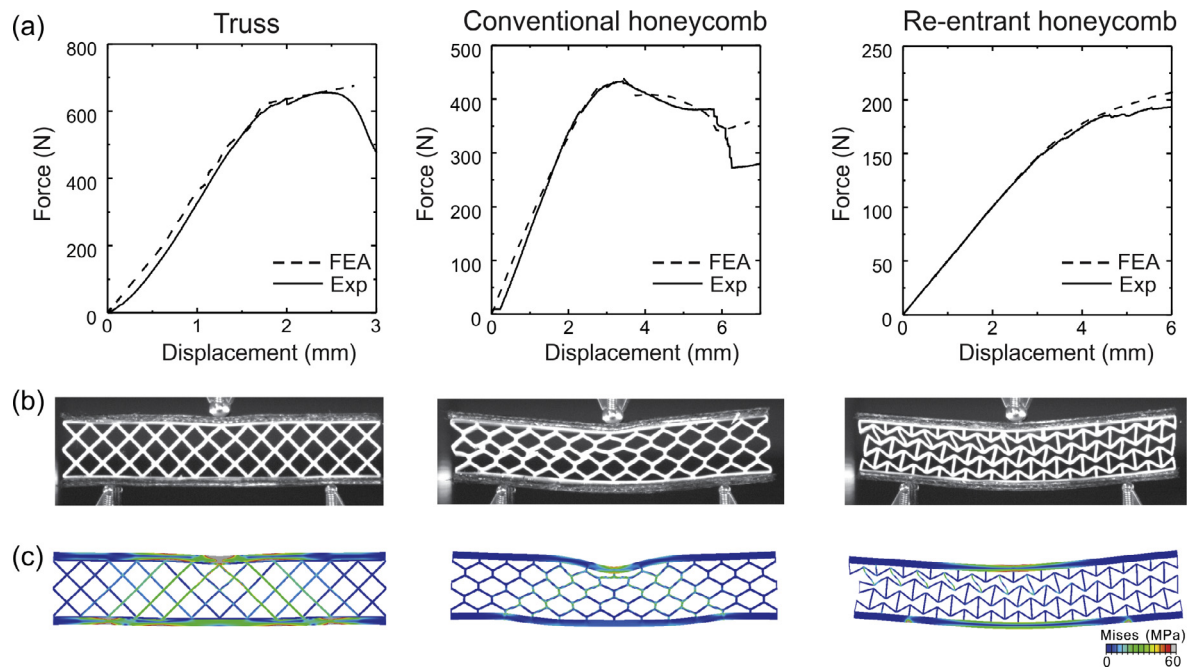 (a)
Truss
Conventional honeycomb
Re-entrant honeycomb
800
600
400
200
0
Force (N)
FEA
Exp
0
1
2
3
Displacement (mm)
500
400
300
200
100
0
Force (N)
FEA
Exp
0
2
4
6
Displacement (mm)
250
200
150
100
50
0
Force (N)
FEA
Exp
0
2
4
6
Displacement (mm)
(b)
(c)
Mises (MPa)
0
60